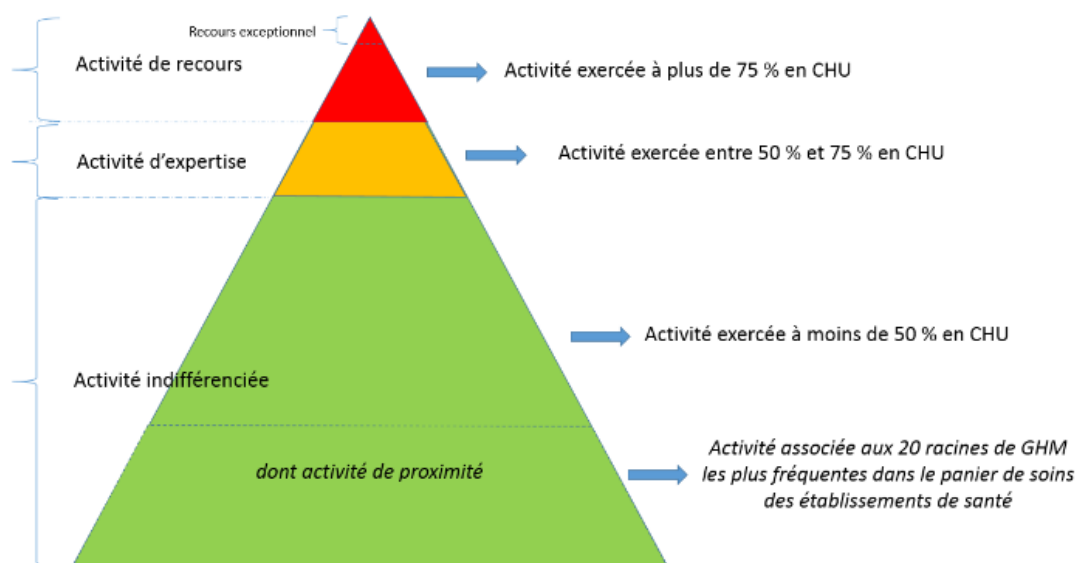 Recours exceptionnel
Activité de recours
Activité exercée à plus de 75 % en CHU
Activité d’expertise
Activité exercée entre 50 % et 75 % en CHU
Activité exercée à moins de 50 % en CHU
Activité indifférenciée
dont activité de proximité
Activité associée aux 20 racines de GHM
les plus fréquentes dans le panier de soins
des établissements de santé